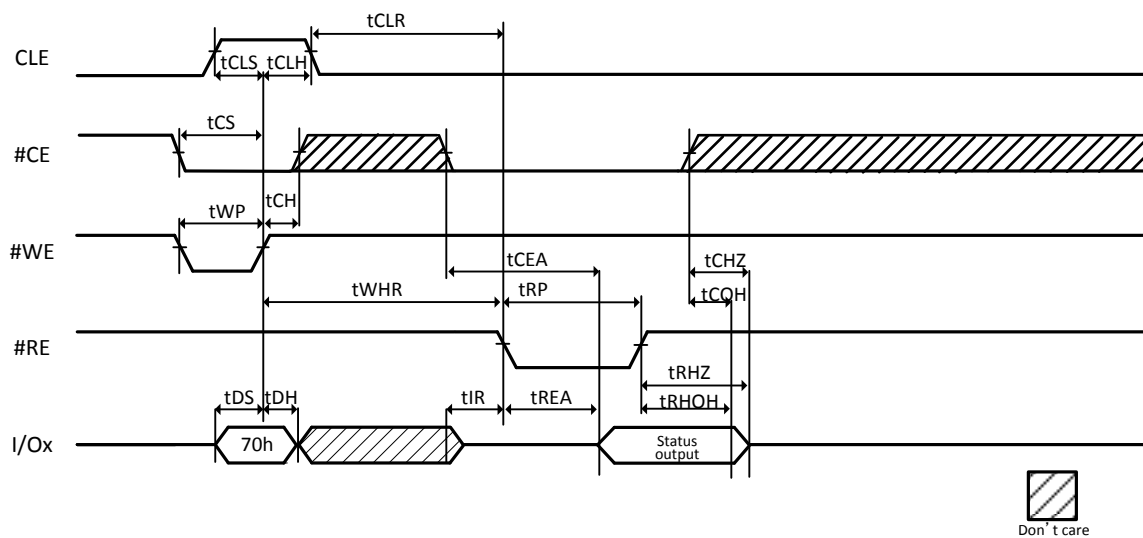 tCLR
CLE
tCLS tCLH
tCS
#CE
tCH
tWP
#WE
tCEA tCHZ
tWHR tRP tCOH
#RE
tRHZ
tDS tDH tIR tREA tRHOH
I/Ox 70h Status
output
Don’t care